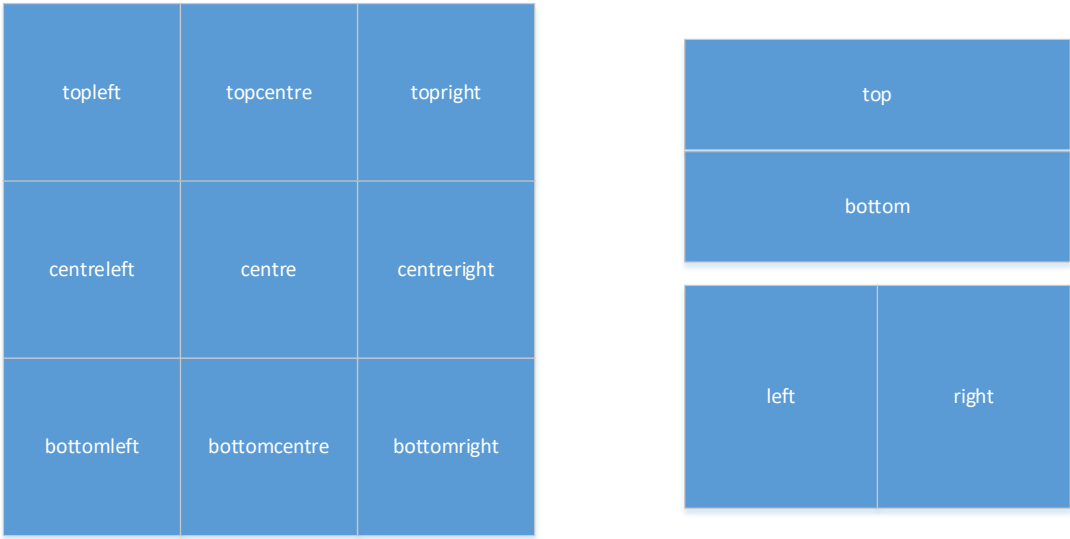 topleft
topcentre
topright
centreleft
centre
centreright
bottomleft
bottomcentre
bottomright
top
bottom
left
right